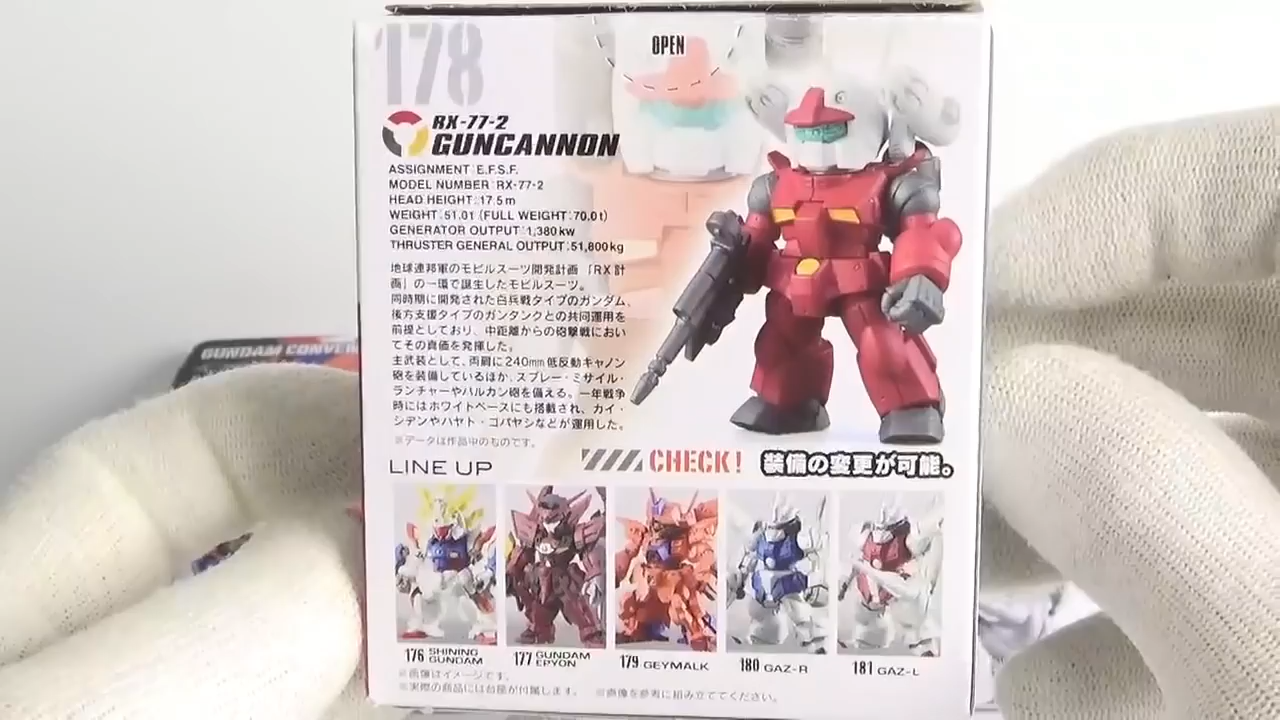 178
OPEN
RX-77-2
GUNCANNON
ASSIGNMENT:E.F.S.F.
MODEL NUMBER:RX-77-2
HEAD HEIGHT:17.5m
WEIGHT:51.0t (FULL WEIGHT:70.0t)
GENERATOR OUTPUT:1,380kw
THRUSTER GENERAL OUTPUT:51,800kg
地球連邦軍のモビルスーツ開発計画「RX計
画」の一環で誕生したモビルスーツ。
同時期に開発された白兵戦タイプのガンダム、
後方支援タイプのガンタンクとの共同運用を
前提としており、中距離からの砲撃戦におい
てその真価を発揮した。
主武装として、両肩に240mm低反動キャノン
砲を装備しているほか、スプレー・ミサイル・
ランチャーやバルカン砲を備える。一年戦争
時にはホワイトベースにも搭載され、カイ・
シデンやハヤト・コバヤシなどが運用した。
※データは作品中のものです。
CHECK! 装備の変更が可能。
LINE UP
176 SHINING
GUNDAM
177 GUNDAM
EPYON
179 GEYMALK
180 GAZ-R
181 GAZ-L
※画像はイメージです。
※実際の商品には台座が付属します。 ※画像を参考に組み立ててください。
GUNDAM